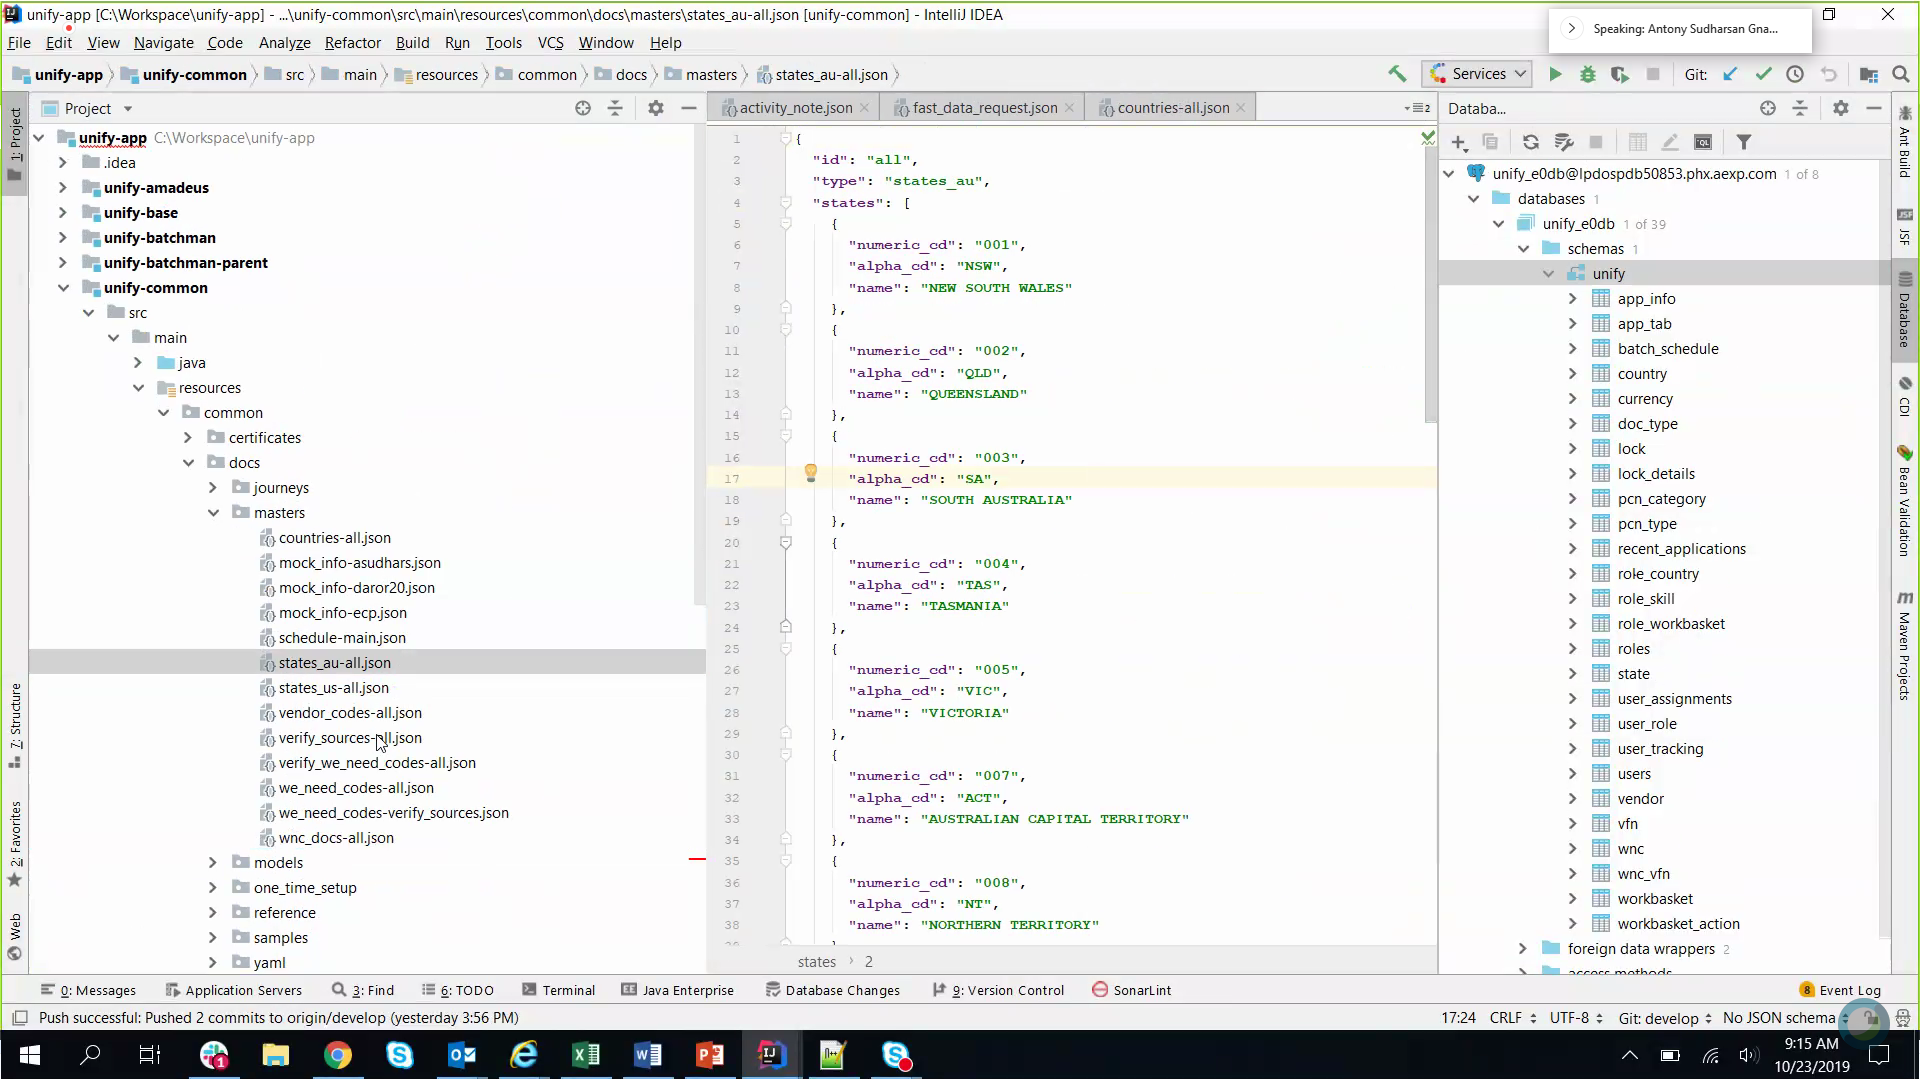 unify-app [C:\Workspace\unify-app] - ...\unify-common\src\main\resources\common\docs\masters\states_au-all.json [unify-common] - IntelliJ IDEA
Speaking: Antony Sudharsan Gna...
File Edit View Navigate Code Analyze Refactor Build Run Tools VCS Window Help
unify-app unify-common src main resources common docs masters states_au-all.json
Services
Git:
Project
activity_note.json
fast_data_request.json
countries-all.json
2
Databa...
1: Project
7: Structure
2: Favorites
Web
unify-app C:\Workspace\unify-app
.idea
unify-amadeus
unify-base
unify-batchman
unify-batchman-parent
unify-common
src
main
java
resources
common
certificates
docs
journeys
masters
countries-all.json
mock_info-asudhars.json
mock_info-daror20.json
mock_info-ecp.json
schedule-main.json
states_au-all.json
states_us-all.json
vendor_codes-all.json
verify_sources-all.json
verify_we_need_codes-all.json
we_need_codes-all.json
we_need_codes-verify_sources.json
wnc_docs-all.json
models
one_time_setup
reference
samples
yaml
1 {
2 "id": "all",
3 "type": "states_au",
4 "states": [
5 {
6 "numeric_cd": "001",
7 "alpha_cd": "NSW",
8 "name": "NEW SOUTH WALES"
9 },
10 {
11 "numeric_cd": "002",
12 "alpha_cd": "QLD",
13 "name": "QUEENSLAND"
14 },
15 {
16 "numeric_cd": "003",
17 "alpha_cd": "SA",
18 "name": "SOUTH AUSTRALIA"
19 },
20 {
21 "numeric_cd": "004",
22 "alpha_cd": "TAS",
23 "name": "TASMANIA"
24 },
25 {
26 "numeric_cd": "005",
27 "alpha_cd": "VIC",
28 "name": "VICTORIA"
29 },
30 {
31 "numeric_cd": "007",
32 "alpha_cd": "ACT",
33 "name": "AUSTRALIAN CAPITAL TERRITORY"
34 },
35 {
36 "numeric_cd": "008",
37 "alpha_cd": "NT",
38 "name": "NORTHERN TERRITORY"
states 2
unify_e0db@lpdospdb50853.phx.aexp.com 1 of 8
databases 1
unify_e0db 1 of 39
schemas 1
unify
app_info
app_tab
batch_schedule
country
currency
doc_type
lock
lock_details
pcn_category
pcn_type
recent_applications
role_country
role_skill
role_workbasket
roles
state
user_assignments
user_role
user_tracking
users
vendor
vfn
wnc
wnc_vfn
workbasket
workbasket_action
foreign data wrappers 2
access methods
Ant Build
JSF
Database
CDI
Bean Validation
Maven Projects
0: Messages Application Servers 3: Find 6: TODO Terminal Java Enterprise Database Changes 9: Version Control SonarLint 8 Event Log
Push successful: Pushed 2 commits to origin/develop (yesterday 3:56 PM) 17:24 CRLF UTF-8 Git: develop No JSON schema
9:15 AM
10/23/2019